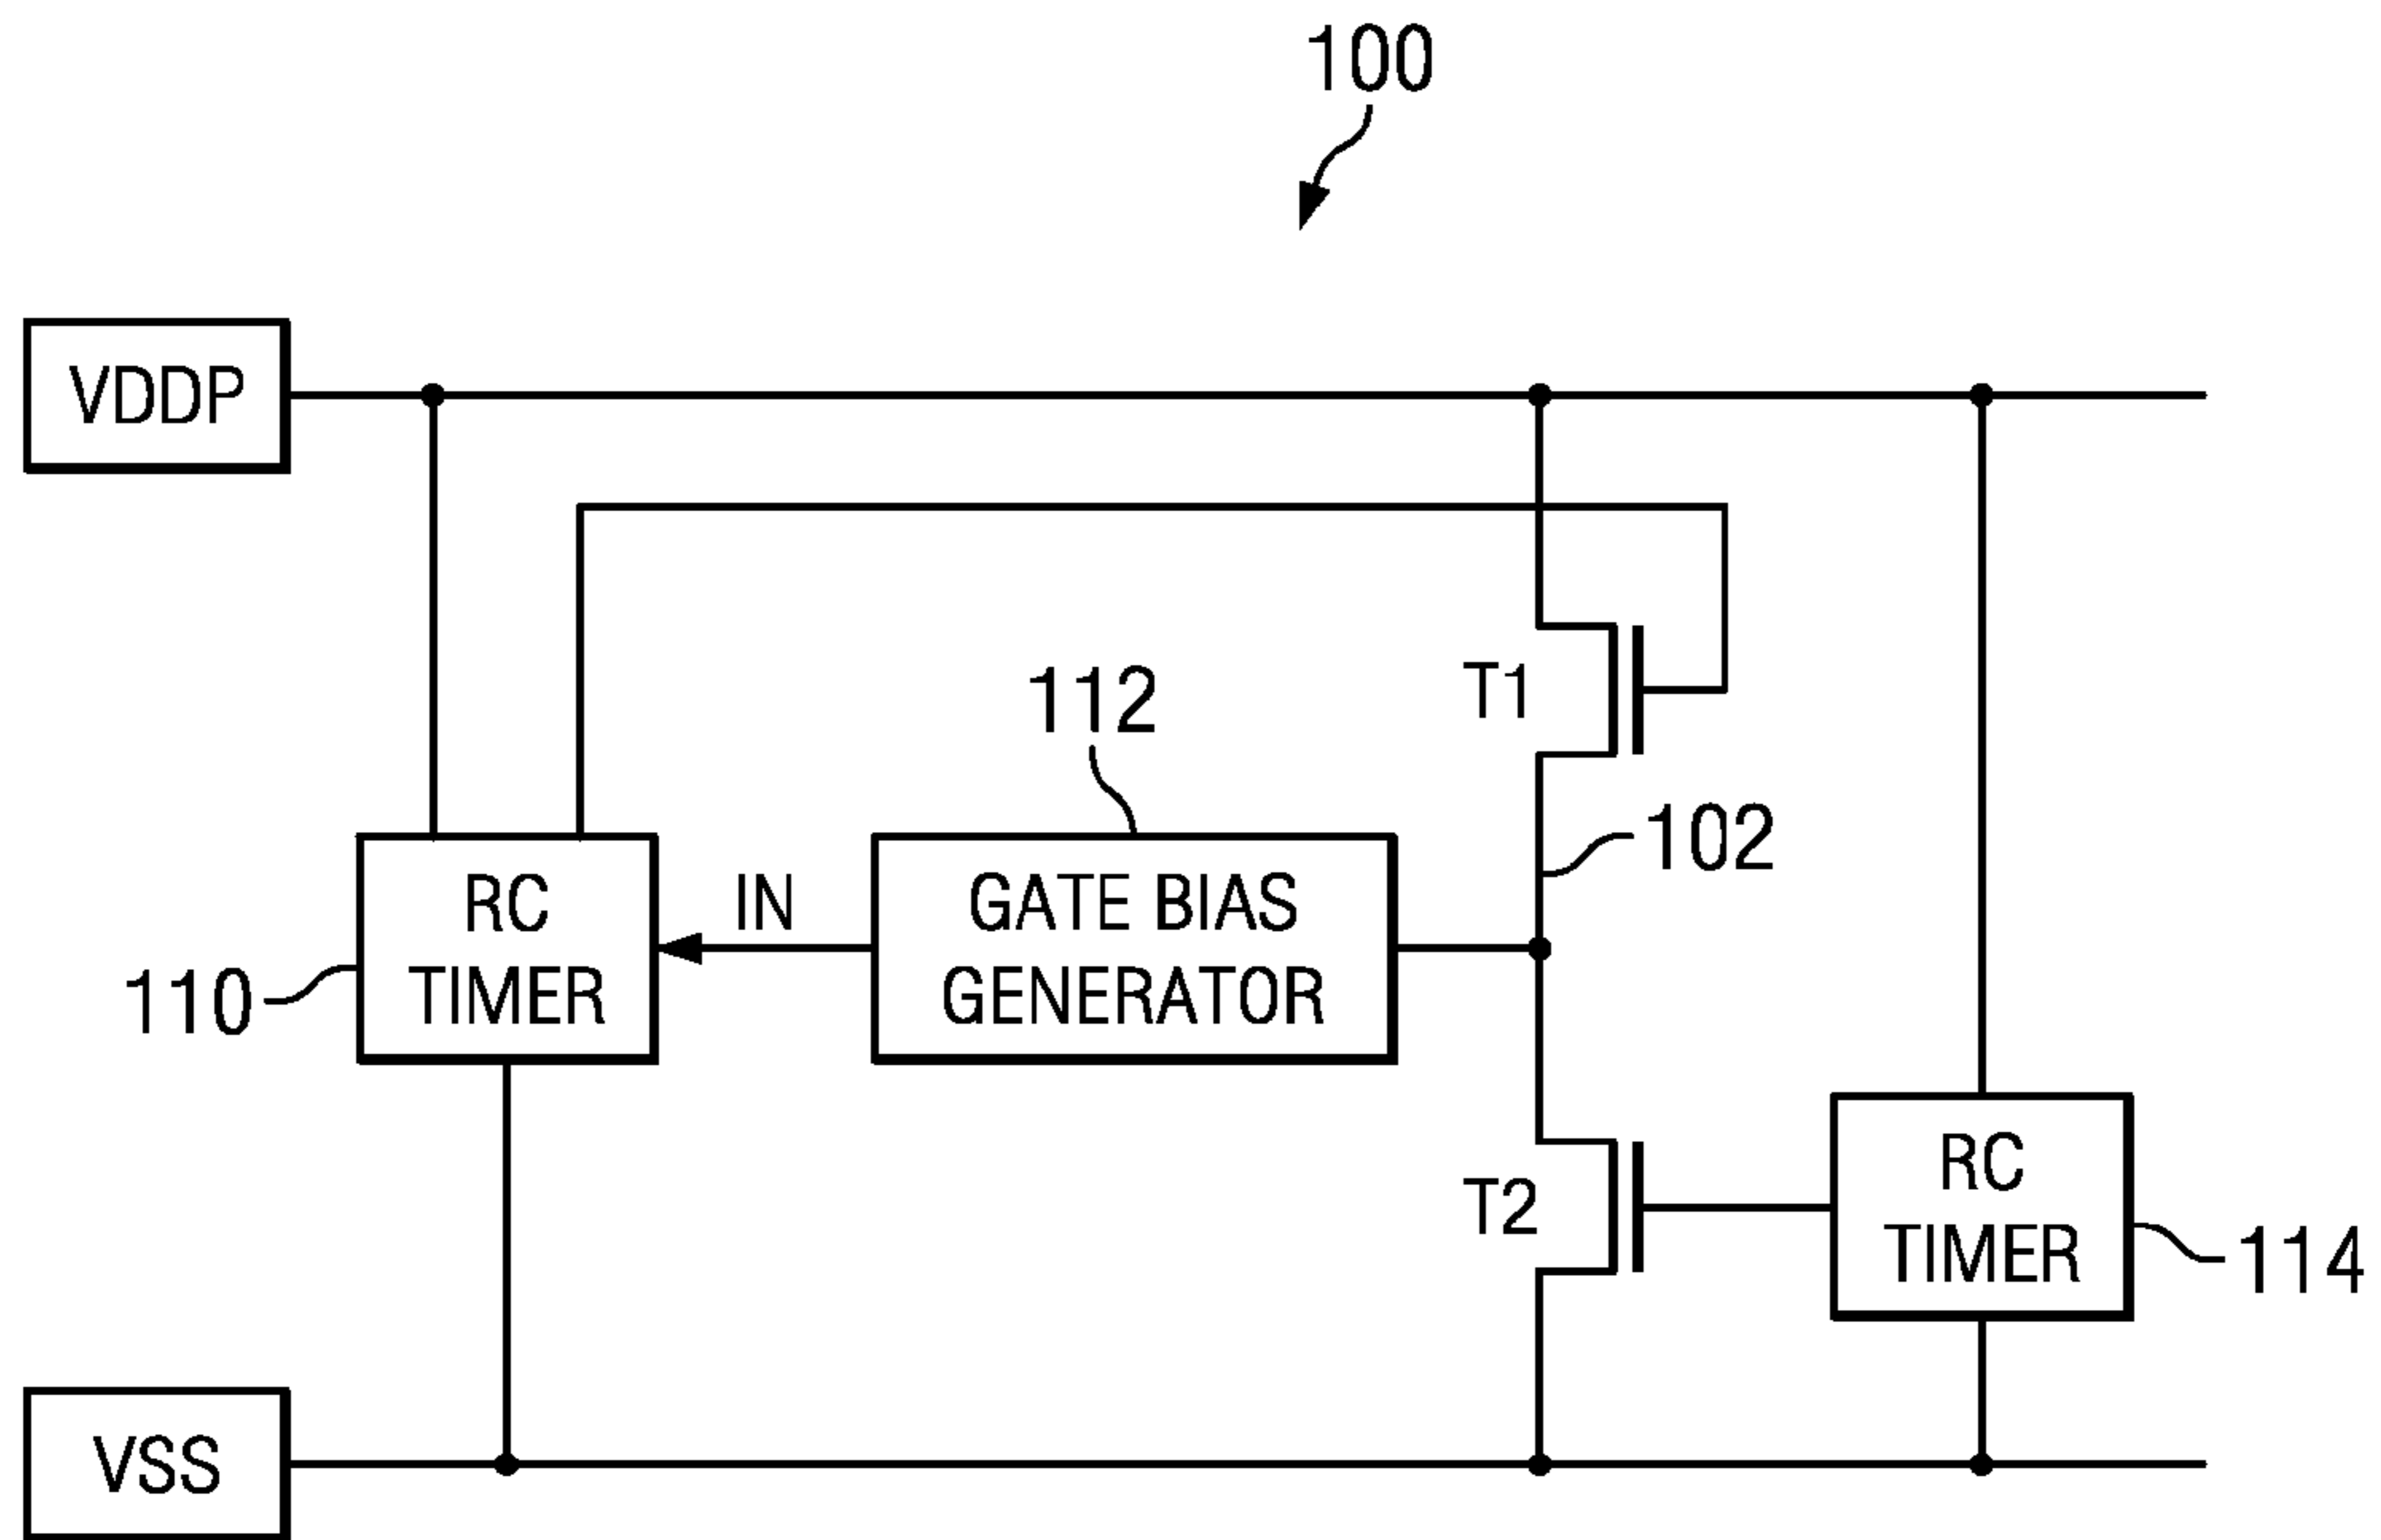 100
VDDP
T1
112
102
RC
TIMER
IN
GATE BIAS
GENERATOR
110
T2
RC
TIMER
114
VSS